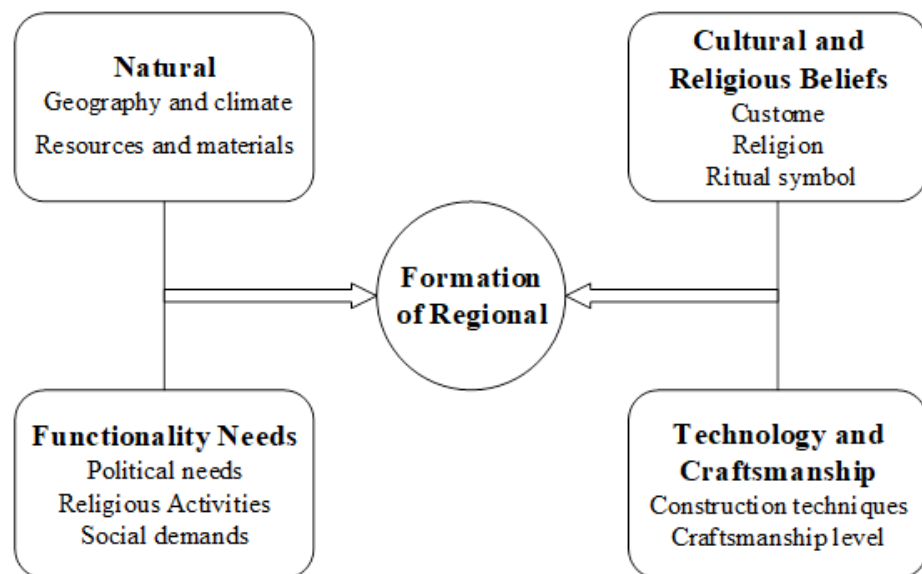 Natural
Geography and climate
Resources and materials
Cultural and
Religious Beliefs
Custome
Religion
Ritual symbol
Formation
of Regional
Functionality Needs
Political needs
Religious Activities
Social demands
Technology and
Craftsmanship
Construction techniques
Craftsmanship level